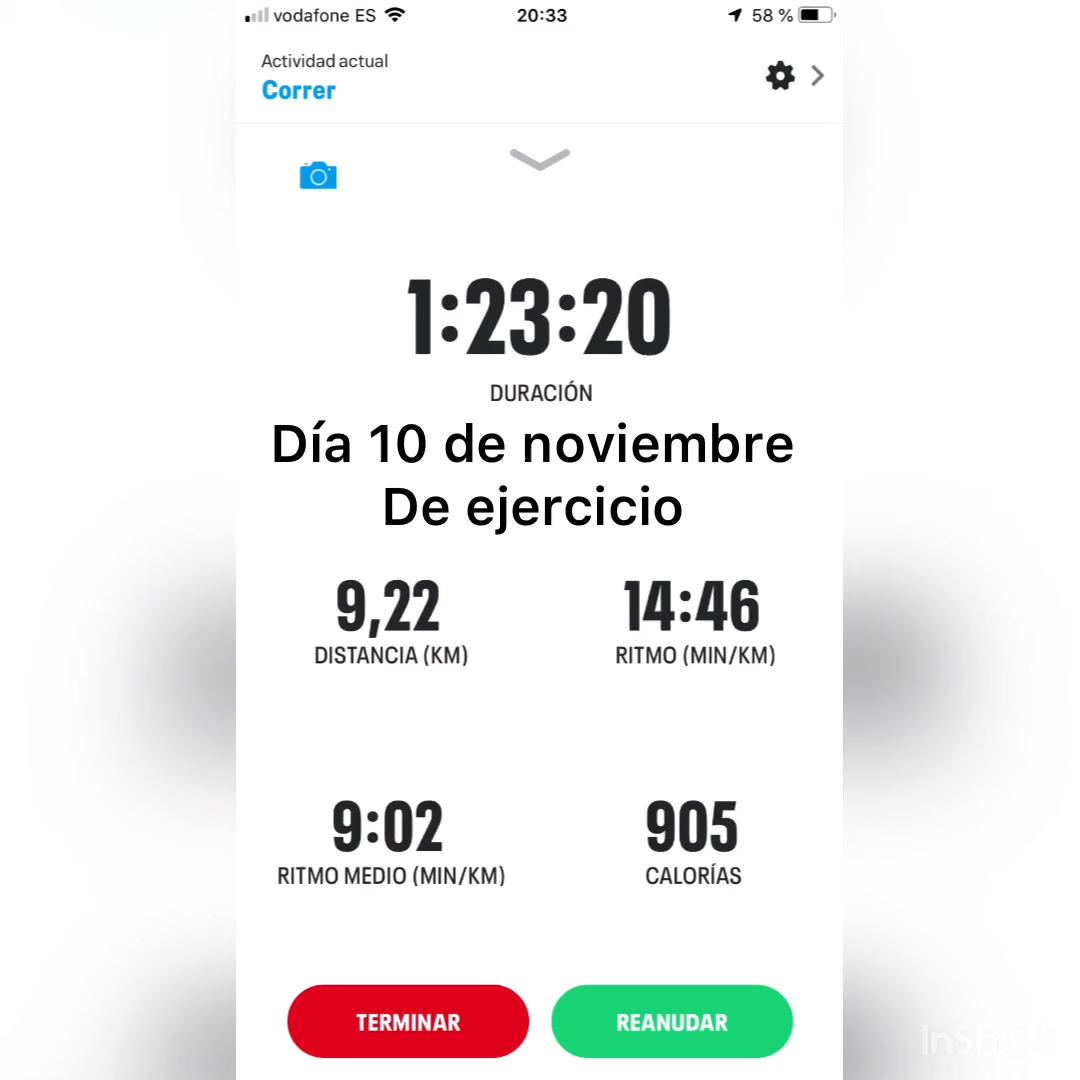 vodafone ES 20:33 58 %
Actividad actual
Correr
1:23:20
DURACIÓN
Día 10 de noviembre
De ejercicio
9,22 14:46
DISTANCIA (KM) RITMO (MIN/KM)
9:02 905
RITMO MEDIO (MIN/KM) CALORÍAS
TERMINAR REANUDAR
InShOt